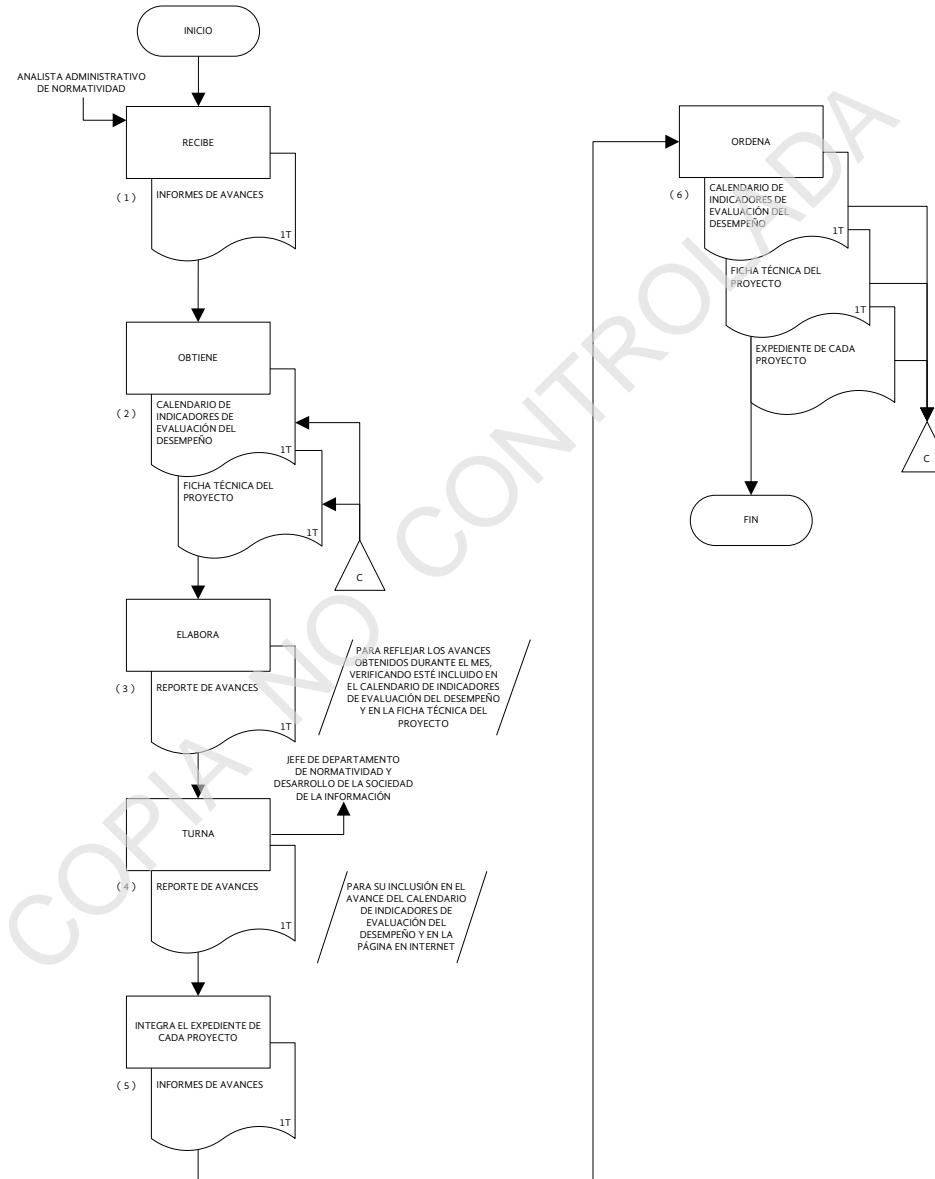 INICIO
ANALISTA ADMINISTRATIVO
DE NORMATIVIDAD
RECIBE
( 1 )
INFORMES DE AVANCES
1T
OBTIENE
( 2 )
CALENDARIO DE
INDICADORES DE
EVALUACIÓN DEL
DESEMPEÑO
1T
FICHA TÉCNICA DEL
PROYECTO
1T
C
ELABORA
( 3 )
REPORTE DE AVANCES
1T
PARA REFLEJAR LOS AVANCES
OBTENIDOS DURANTE EL MES,
VERIFICANDO ESTÉ INCLUIDO EN
EL CALENDARIO DE INDICADORES
DE EVALUACIÓN DEL DESEMPEÑO
Y EN LA FICHA TÉCNICA DEL
PROYECTO
JEFE DE DEPARTAMENTO
DE NORMATIVIDAD Y
DESARROLLO DE LA SOCIEDAD
DE LA INFORMACIÓN
TURNA
( 4 )
REPORTE DE AVANCES
1T
PARA SU INCLUSIÓN EN EL
AVANCE DEL CALENDARIO
DE INDICADORES DE
EVALUACIÓN DEL
DESEMPEÑO Y EN LA
PÁGINA EN INTERNET
INTEGRA EL EXPEDIENTE DE
CADA PROYECTO
( 5 )
INFORMES DE AVANCES
1T
ORDENA
( 6 )
CALENDARIO DE
INDICADORES DE
EVALUACIÓN DEL
DESEMPEÑO
1T
FICHA TÉCNICA DEL
PROYECTO
1T
EXPEDIENTE DE CADA
PROYECTO
C
FIN
COPIA NO CONTROLADA